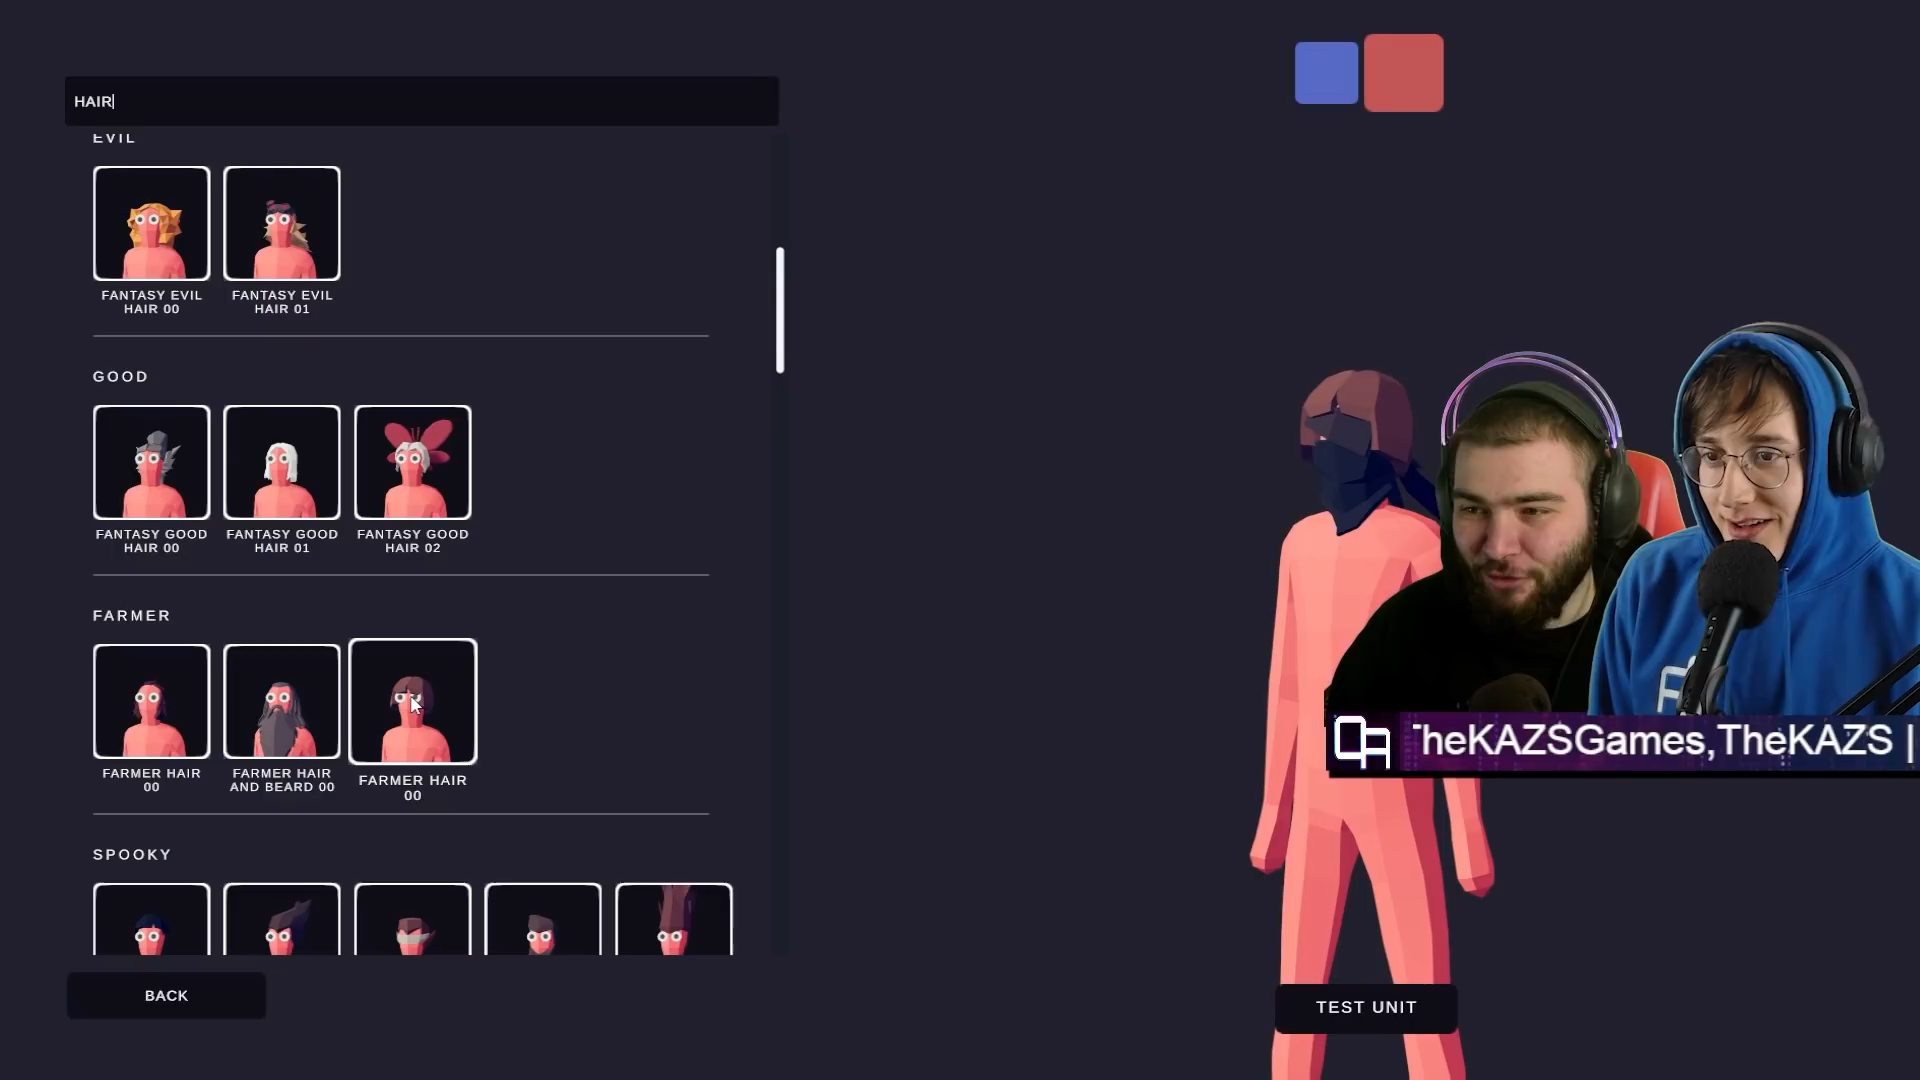 HAIR
EVIL
FANTASY EVIL
HAIR 00
FANTASY EVIL
HAIR 01
GOOD
FANTASY GOOD
HAIR 00
FANTASY GOOD
HAIR 01
FANTASY GOOD
HAIR 02
FARMER
FARMER HAIR
00
FARMER HAIR
AND BEARD 00
FARMER HAIR
00
SPOOKY
BACK
TEST UNIT
heKAZSGames,TheKAZS |